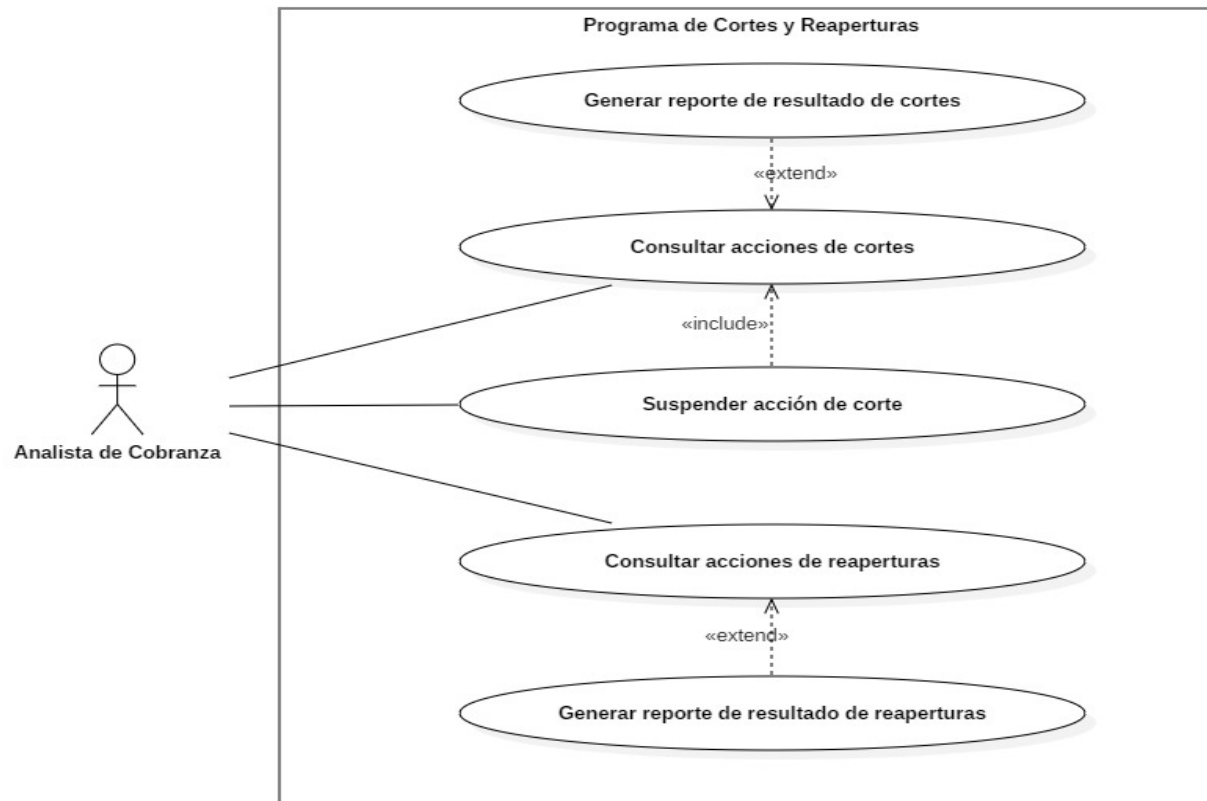 Programa de Cortes y Reaperturas
Generar reporte de resultado de cortes
«extend»
Consultar acciones de cortes
«include»
Suspender acción de corte
Analista de Cobranza
Consultar acciones de reaperturas
«extend»
Generar reporte de resultado de reaperturas